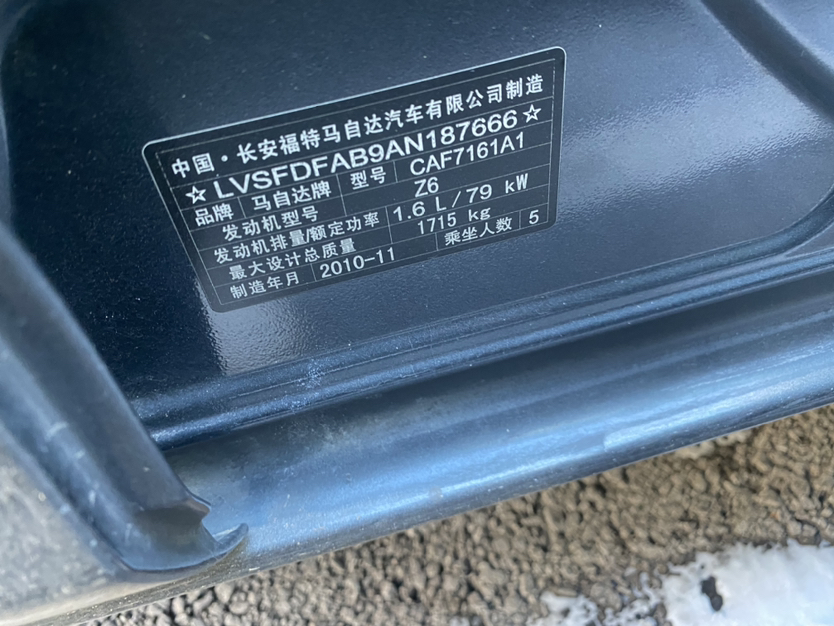 中国·长安福特马自达汽车有限公司制造
☆LVSFDFAB9AN187666☆
品牌 马自达牌 型号 CAF7161A1
发动机型号 Z6
发动机排量/额定功率 1.6 L/79 kW
最大设计总质量 1715 kg
制造年月 2010-11 乘坐人数 5